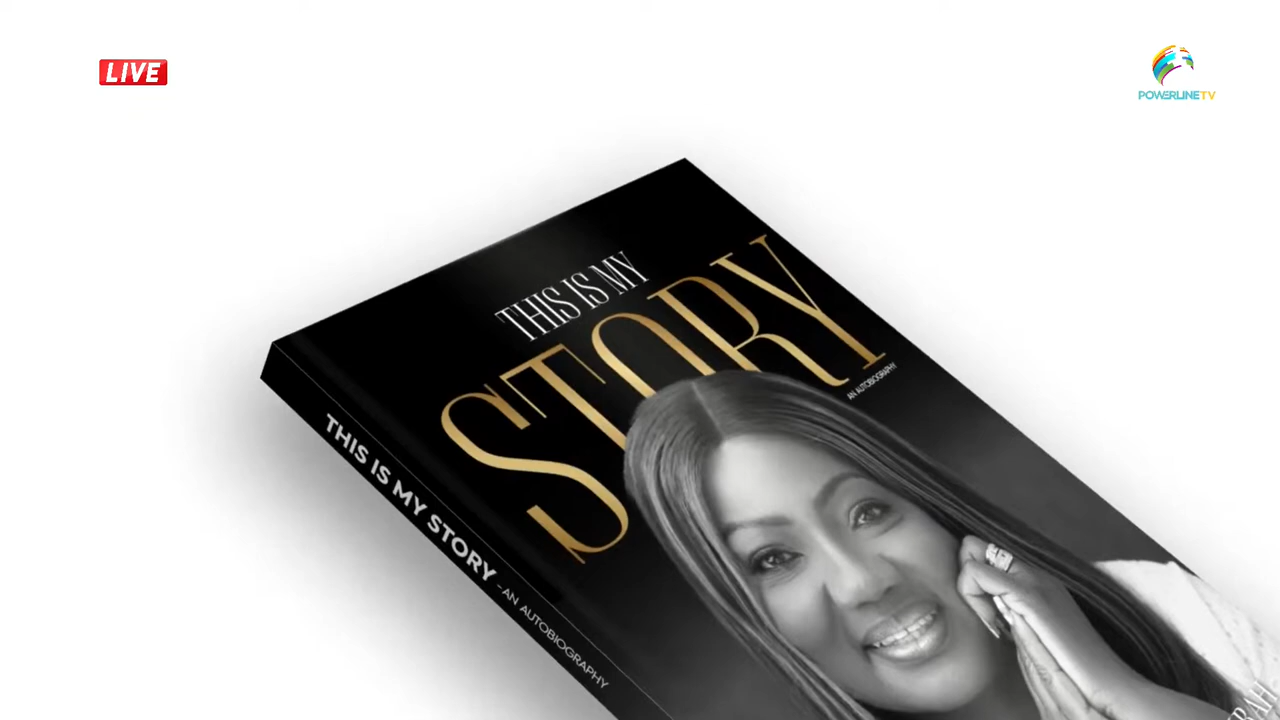 LIVE
POWERLINETV
THIS IS MY
STORY
AN AUTOBIOGRAPHY
THIS IS MY STORY - AN AUTOBIOGRAPHY